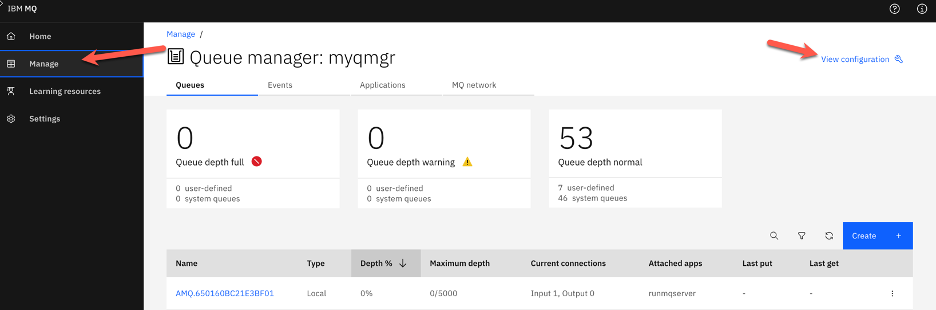 IBM MQ
Home
Manage
Learning resources
Settings
Manage /
Queue manager: myqmgr
View configuration
Queues Events Applications MQ network
0
Queue depth full
0 user-defined
0 system queues
0
Queue depth warning
0 user-defined
0 system queues
53
Queue depth normal
7 user-defined
46 system queues
Create +
Name Type Depth % Maximum depth Current connections Attached apps Last put Last get
AMQ.650160BC21E3BF01 Local 0% 0/5000 Input 1, Output 0 runmqserver - -